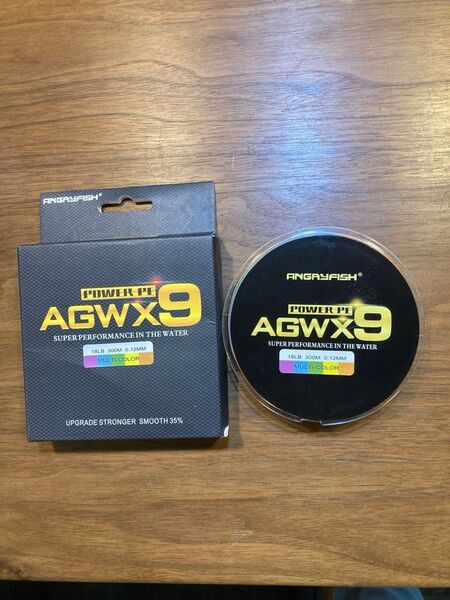 ANGRYFISH®
POWER-PE
AGWX9
SUPER PERFORMANCE IN THE WATER
18LB 300M 0.12MM
MULTI-COLOR
UPGRADE STRONGER SMOOTH 35%
ANGRYFISH®
POWER-PE
AGWX9
SUPER PERFORMANCE IN THE WATER
18LB 300M 0.12MM
MULTI-COLOR